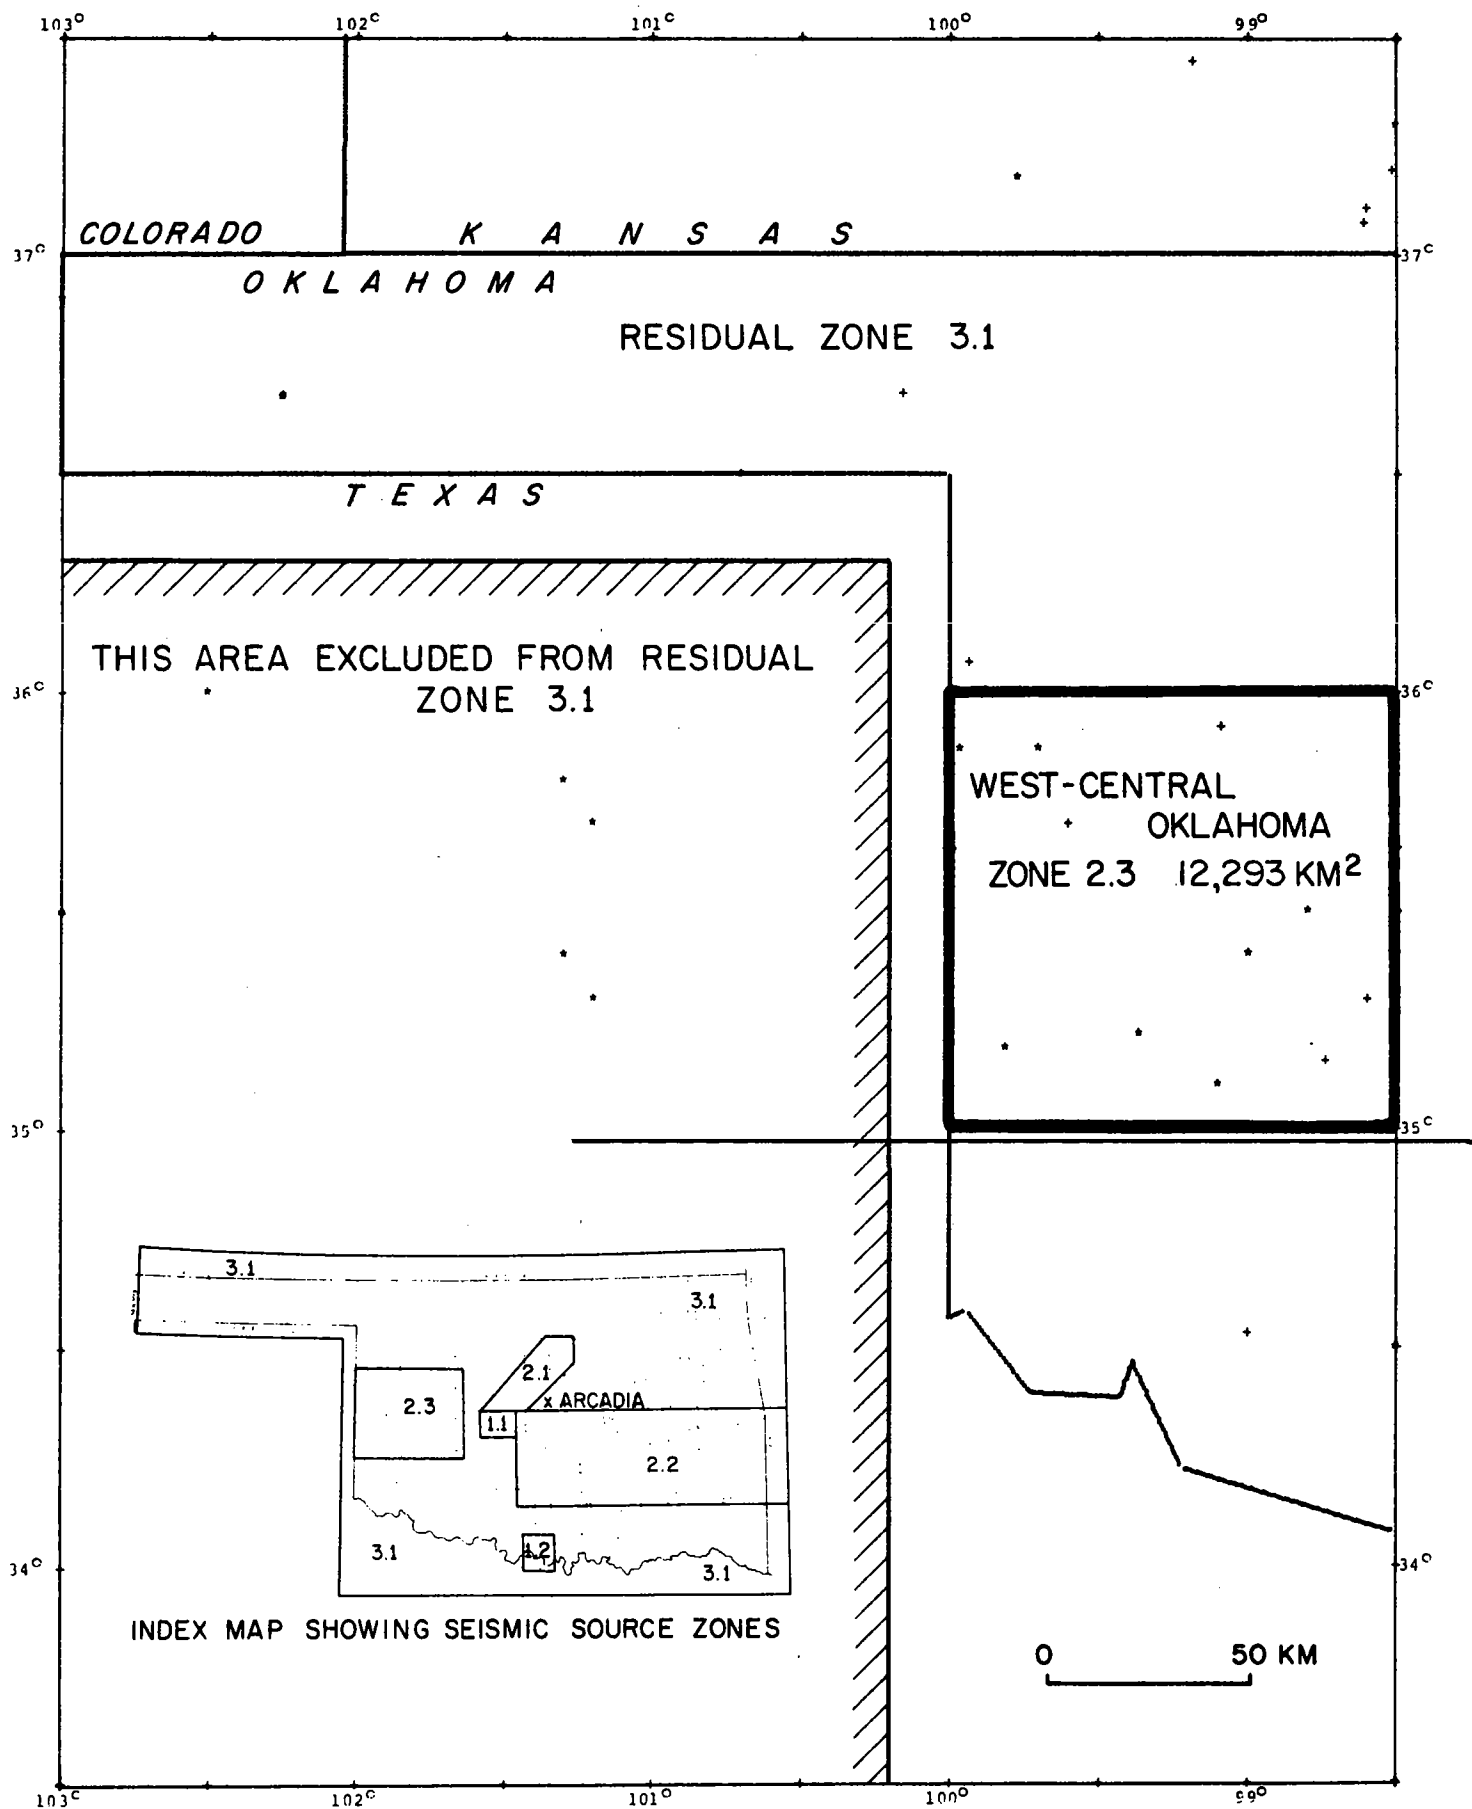 103° 102° 101° 100° 99°
COLORADO KANSAS
37° 37°
OKLAHOMA
RESIDUAL ZONE 3.1
TEXAS
THIS AREA EXCLUDED FROM RESIDUAL
ZONE 3.1
36° 36°
WEST-CENTRAL
OKLAHOMA
ZONE 2.3 12,293 KM²
35° 35°
3.1
3.1
2.1
2.3
x ARCADIA
1.1
2.2
1.2
3.1
3.1
34° 34°
INDEX MAP SHOWING SEISMIC SOURCE ZONES
0 50 KM
103° 102° 101° 100° 99°